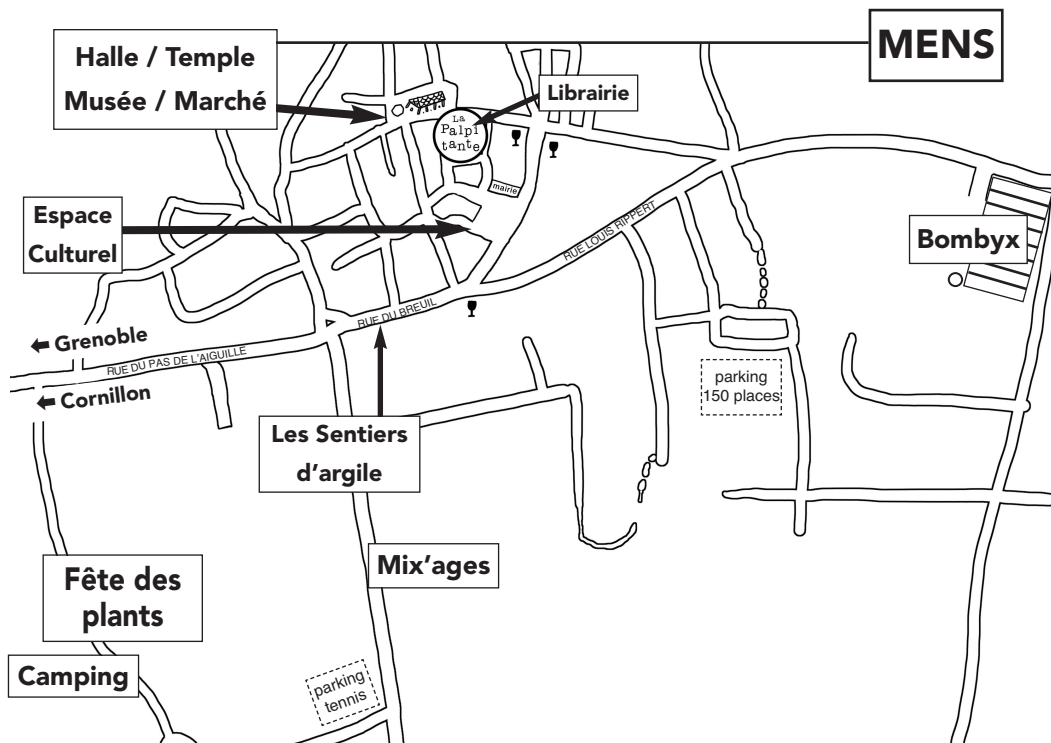 MENS
Halle / Temple
Musée / Marché
Librairie
La
Palpi
tante
mairie
Espace
Culturel
Bombyx
RUE LOUIS RIPPERT
RUE DU BREUIL
RUE DU PAS DE L'AIGUILLE
Grenoble
Cornillon
parking
150 places
Les Sentiers
d'argile
Mix'ages
Fête des
plants
Camping
parking
tennis